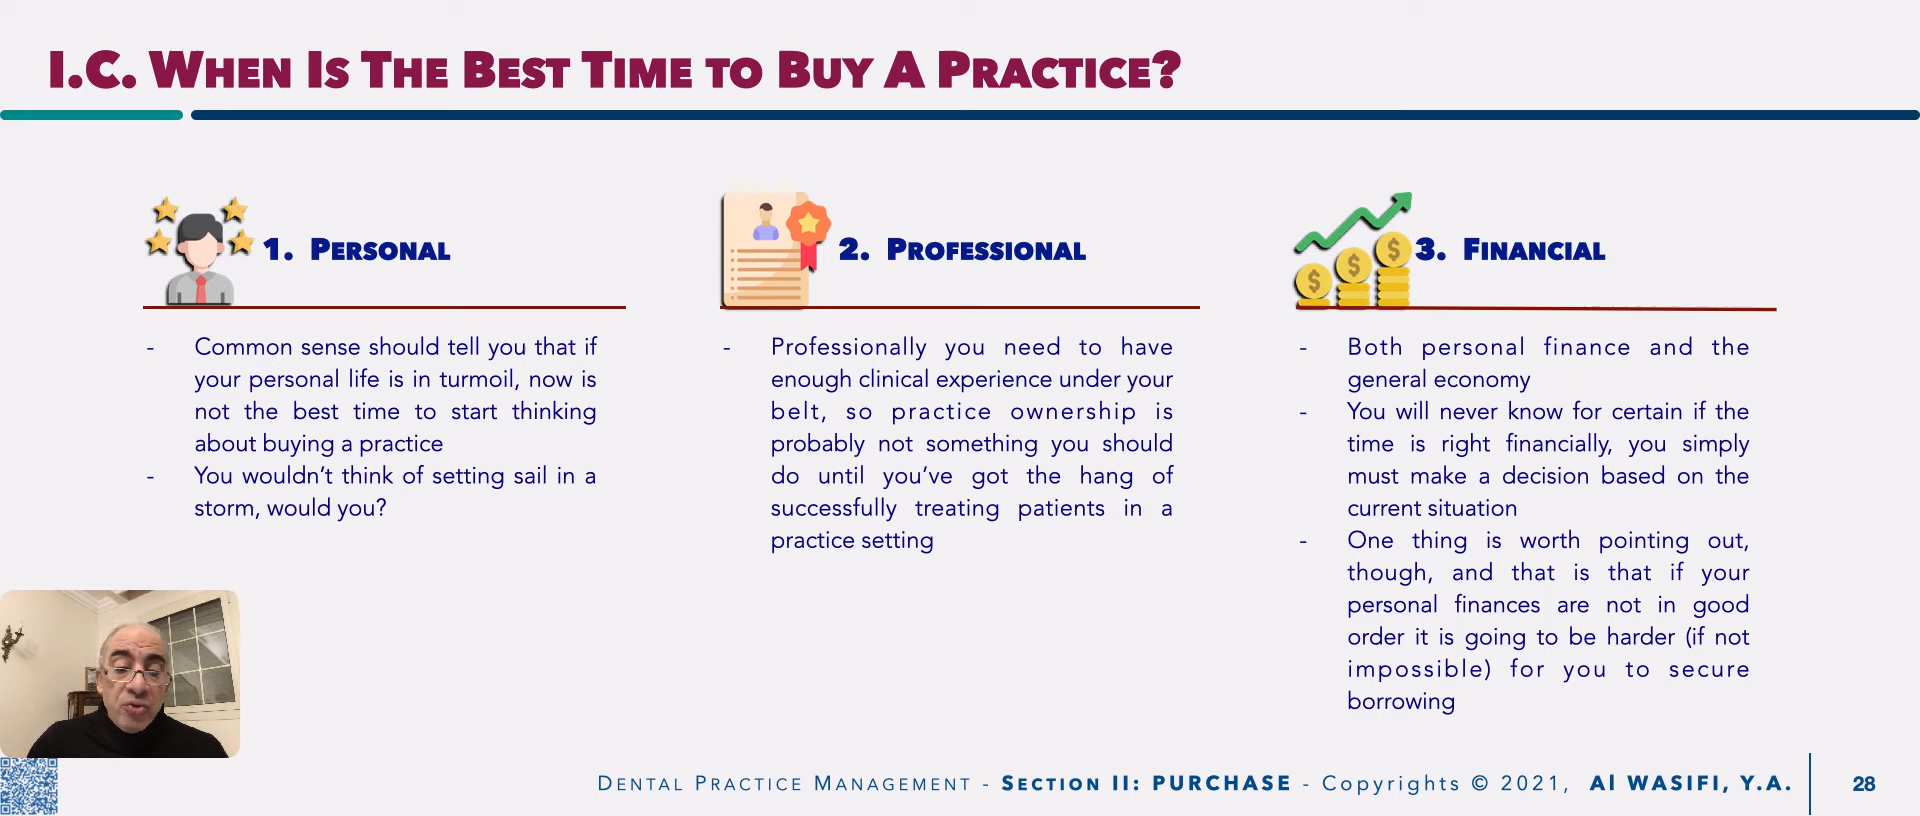 I.C. When Is The Best Time to Buy A Practice?
1. Personal
- Common sense should tell you that if
your personal life is in turmoil, now is
not the best time to start thinking
about buying a practice
- You wouldn’t think of setting sail in a
storm, would you?
2. Professional
- Professionally you need to have
enough clinical experience under your
belt, so practice ownership is
probably not something you should
do until you’ve got the hang of
successfully treating patients in a
practice setting
3. Financial
- Both personal finance and the
general economy
- You will never know for certain if the
time is right financially, you simply
must make a decision based on the
current situation
- One thing is worth pointing out,
though, and that is that if your
personal finances are not in good
order it is going to be harder (if not
impossible) for you to secure
borrowing
Dental Practice Management - Section II: PURCHASE - Copyrights © 2021, Al WASIFI, Y.A. 28